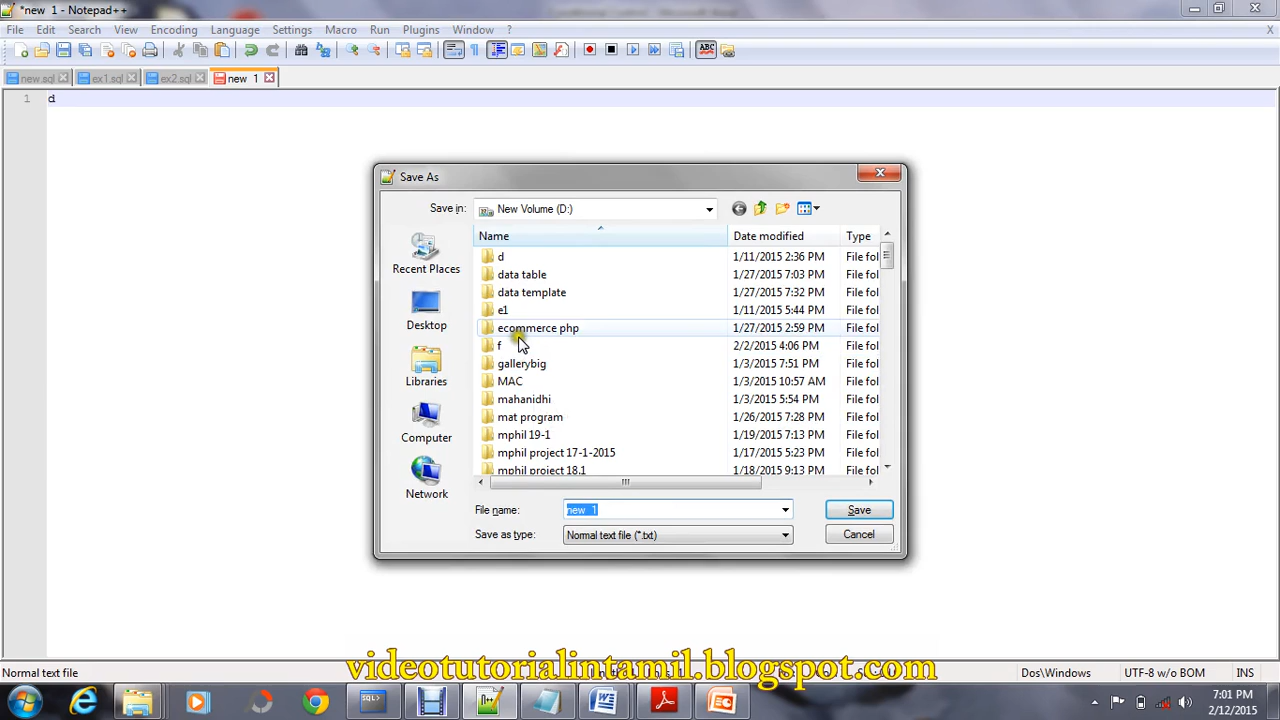 *new 1 - Notepad++
File Edit Search View Encoding Language Settings Macro Run Plugins Window ? X
new.sql ex1.sql ex2.sql new 1
1 d
Save As
Save in: New Volume (D:)
Name Date modified Type
d 1/11/2015 2:36 PM File fol
data table 1/27/2015 7:03 PM File fol
data template 1/27/2015 7:32 PM File fol
e1 1/11/2015 5:44 PM File fol
ecommerce php 1/27/2015 2:59 PM File fol
f 2/2/2015 4:06 PM File fol
gallerybig 1/3/2015 7:51 PM File fol
MAC 1/3/2015 10:57 AM File fol
mahanidhi 1/3/2015 5:54 PM File fol
mat program 1/26/2015 7:28 PM File fol
mphil 19-1 1/19/2015 7:13 PM File fol
mphil project 17-1-2015 1/17/2015 5:23 PM File fol
mphil project 18.1 1/18/2015 9:13 PM File fol
Recent Places
Desktop
Libraries
Computer
Network
File name: new 1 Save
Save as type: Normal text file (*.txt) Cancel
videotutorialintamil.blogspot.com
Normal text file Dos\Windows UTF-8 w/o BOM INS
7:01 PM
2/12/2015